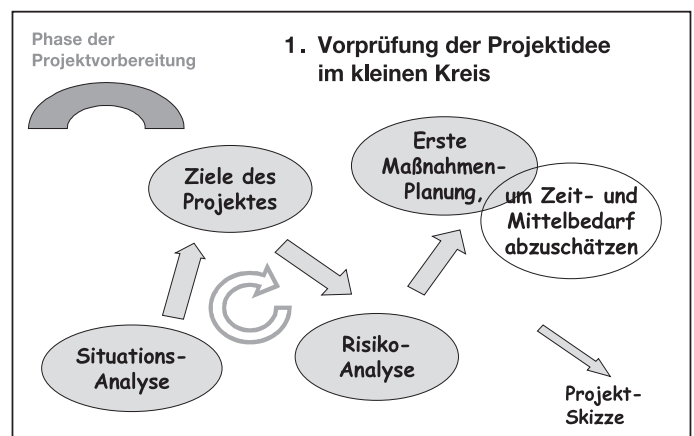 Phase der
Projektvorbereitung
1. Vorprüfung der Projektidee
im kleinen Kreis
Situations-
Analyse
Ziele des
Projektes
Risiko-
Analyse
Erste
Maßnahmen-
Planung,
um Zeit- und
Mittelbedarf
abzuschätzen
Projekt-
Skizze